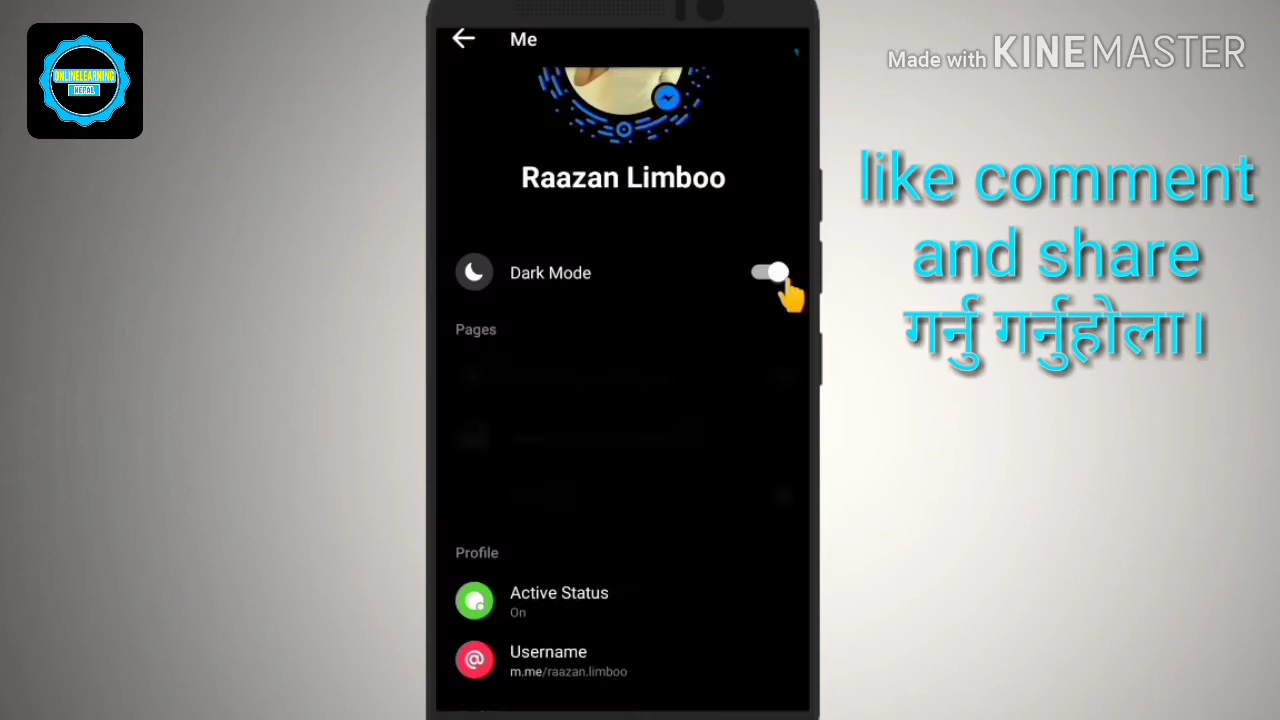 ONLINELEARNING
NEPAL
Me
Made with KINEMASTER
Raazan Limboo
like comment
and share
गर्नु गर्नुहोला।
Dark Mode
Pages
Profile
Active Status
On
Username
m.me/raazan.limboo